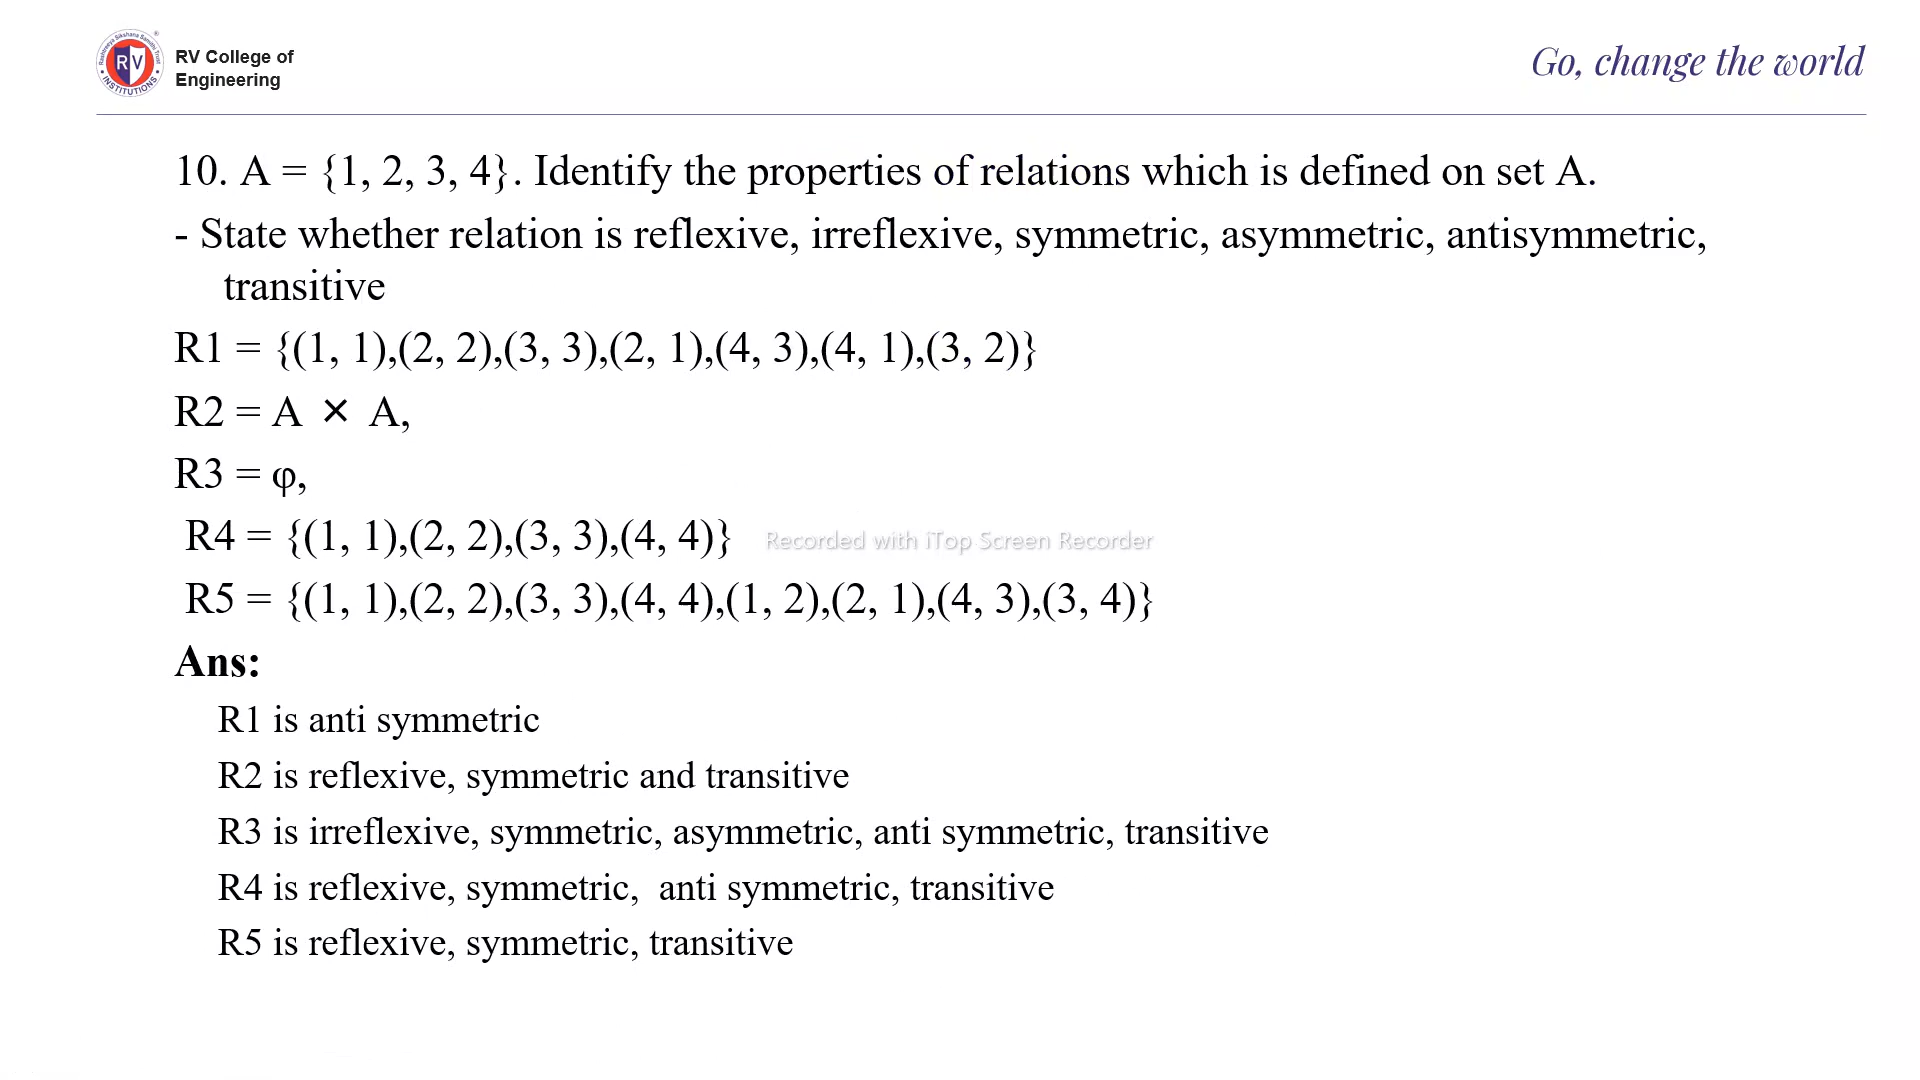 RV College of
Engineering
Go, change the world
RV
INSTITUTIONS
10. A = {1, 2, 3, 4}. Identify the properties of relations which is defined on set A.
- State whether relation is reflexive, irreflexive, symmetric, asymmetric, antisymmetric,
transitive
R1 = {(1, 1),(2, 2),(3, 3),(2, 1),(4, 3),(4, 1),(3, 2)}
R2 = A × A,
R3 = φ,
R4 = {(1, 1),(2, 2),(3, 3),(4, 4)}
Recorded with iTop Screen Recorder
R5 = {(1, 1),(2, 2),(3, 3),(4, 4),(1, 2),(2, 1),(4, 3),(3, 4)}
Ans:
R1 is anti symmetric
R2 is reflexive, symmetric and transitive
R3 is irreflexive, symmetric, asymmetric, anti symmetric, transitive
R4 is reflexive, symmetric,  anti symmetric, transitive
R5 is reflexive, symmetric, transitive